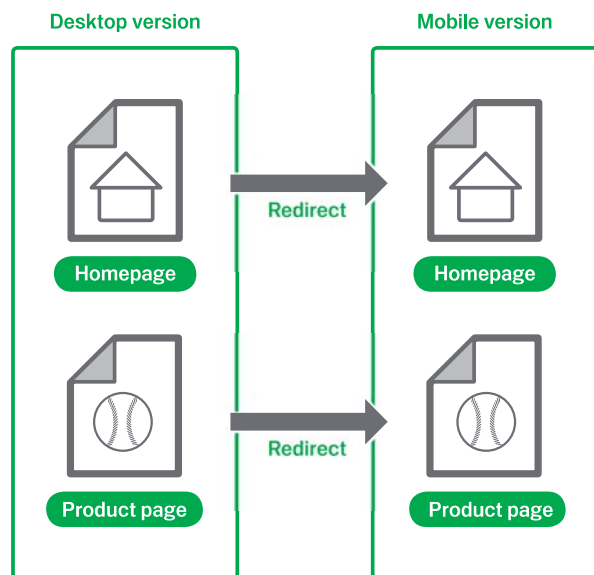 Desktop version
Mobile version
Redirect
Homepage
Homepage
Redirect
Product page
Product page